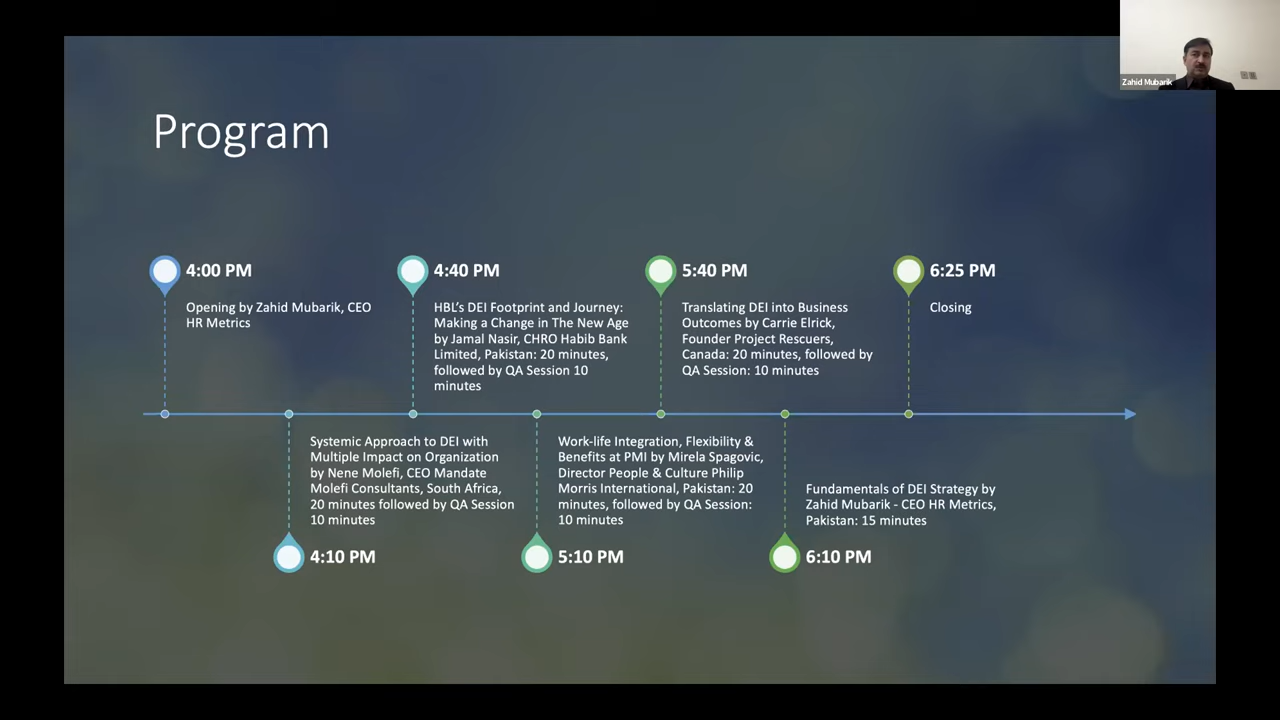 Zahid Mubarik
Program
4:00 PM
Opening by Zahid Mubarik, CEO
HR Metrics
4:10 PM
Systemic Approach to DEI with
Multiple Impact on Organization
by Nene Molefi, CEO Mandate
Molefi Consultants, South Africa,
20 minutes followed by QA Session
10 minutes
4:40 PM
HBL's DEI Footprint and Journey:
Making a Change in The New Age
by Jamal Nasir, CHRO Habib Bank
Limited, Pakistan: 20 minutes,
followed by QA Session 10
minutes
5:10 PM
Work-life Integration, Flexibility &
Benefits at PMI by Mirela Spagovic,
Director People & Culture Philip
Morris International, Pakistan: 20
minutes, followed by QA Session:
10 minutes
5:40 PM
Translating DEI into Business
Outcomes by Carrie Elrick,
Founder Project Rescuers,
Canada: 20 minutes, followed by
QA Session: 10 minutes
6:10 PM
Fundamentals of DEI Strategy by
Zahid Mubarik - CEO HR Metrics,
Pakistan: 15 minutes
6:25 PM
Closing